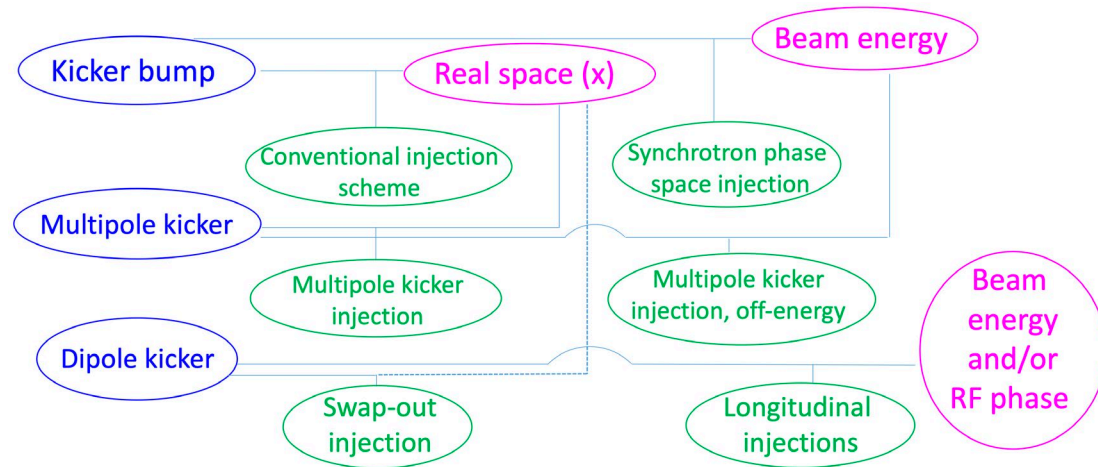 Beam energy
Kicker bump
Real space (x)
Conventional injection
scheme
Synchrotron phase
space injection
Multipole kicker
Multipole kicker
injection
Multipole kicker
injection, off-energy
Beam
energy
and/or
RF phase
Dipole kicker
Swap-out
injection
Longitudinal
injections